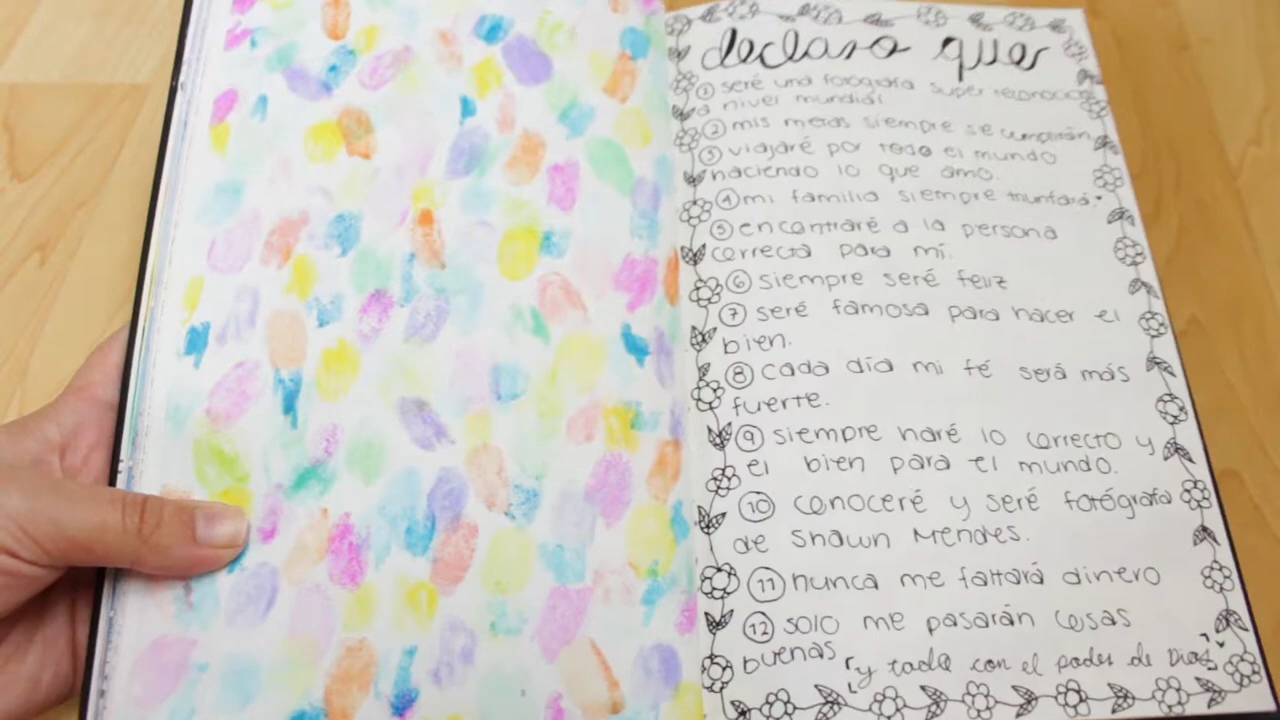 declaro que:
① seré una fotógrafa super reconocida
a nivel mundial
② mis metas siempre se cumplirán
③ viajaré por todo el mundo
haciendo lo que amo.
④ mi familia siempre triunfará.
⑤ encontraré a la persona
correcta para mí.
⑥ siempre seré feliz
⑦ seré famosa para hacer el
bien.
⑧ cada día mi fé será más
fuerte.
⑨ siempre haré lo correcto y
el bien para el mundo.
⑩ conoceré y seré fotógrafa
de Shawn Mendes.
⑪ nunca me faltará dinero
⑫ solo me pasarán cosas
buenas
y todo con el poder de Dios